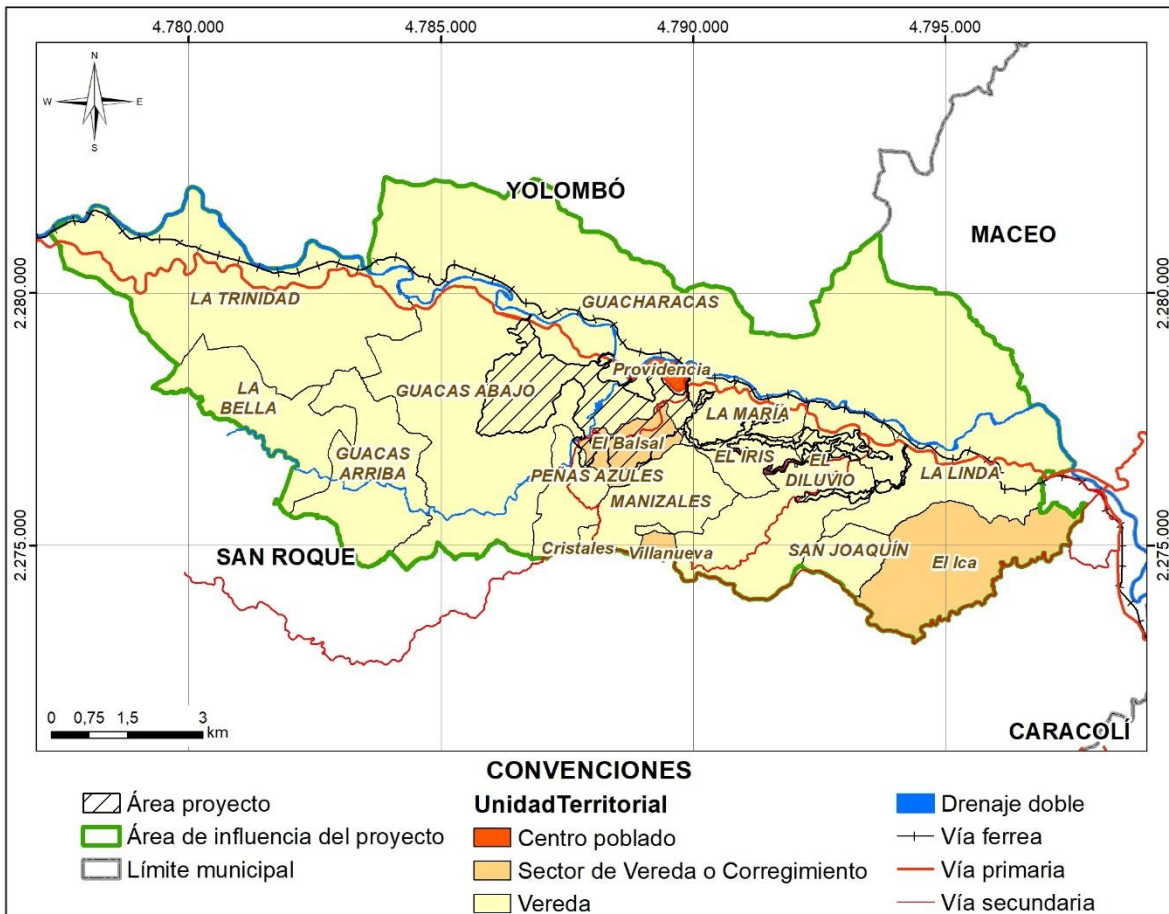 4.780.000 4.785.000 4.790.000 4.795.000
N
W E
S
YOLOMBÓ
MACEO
2.280.000 2.280.000
LA TRINIDAD
GUACHARACAS
Providencia
GUACAS ABAJO
LA
BELLA
LA MARÍA
El Balsal
EL IRIS
EL
DILUVIO
GUACAS
ARRIBA
PEÑAS AZULES
LA LINDA
MANIZALES
2.275.000 2.275.000
SAN ROQUE
Cristales
Villanueva
SAN JOAQUÍN
El Ica
0 0,75 1,5 3
km
CARACOLÍ
CONVENCIONES
Área proyecto
Área de influencia del proyecto
Límite municipal
UnidadTerritorial
Centro poblado
Sector de Vereda o Corregimiento
Vereda
Drenaje doble
Vía ferrea
Vía primaria
Vía secundaria